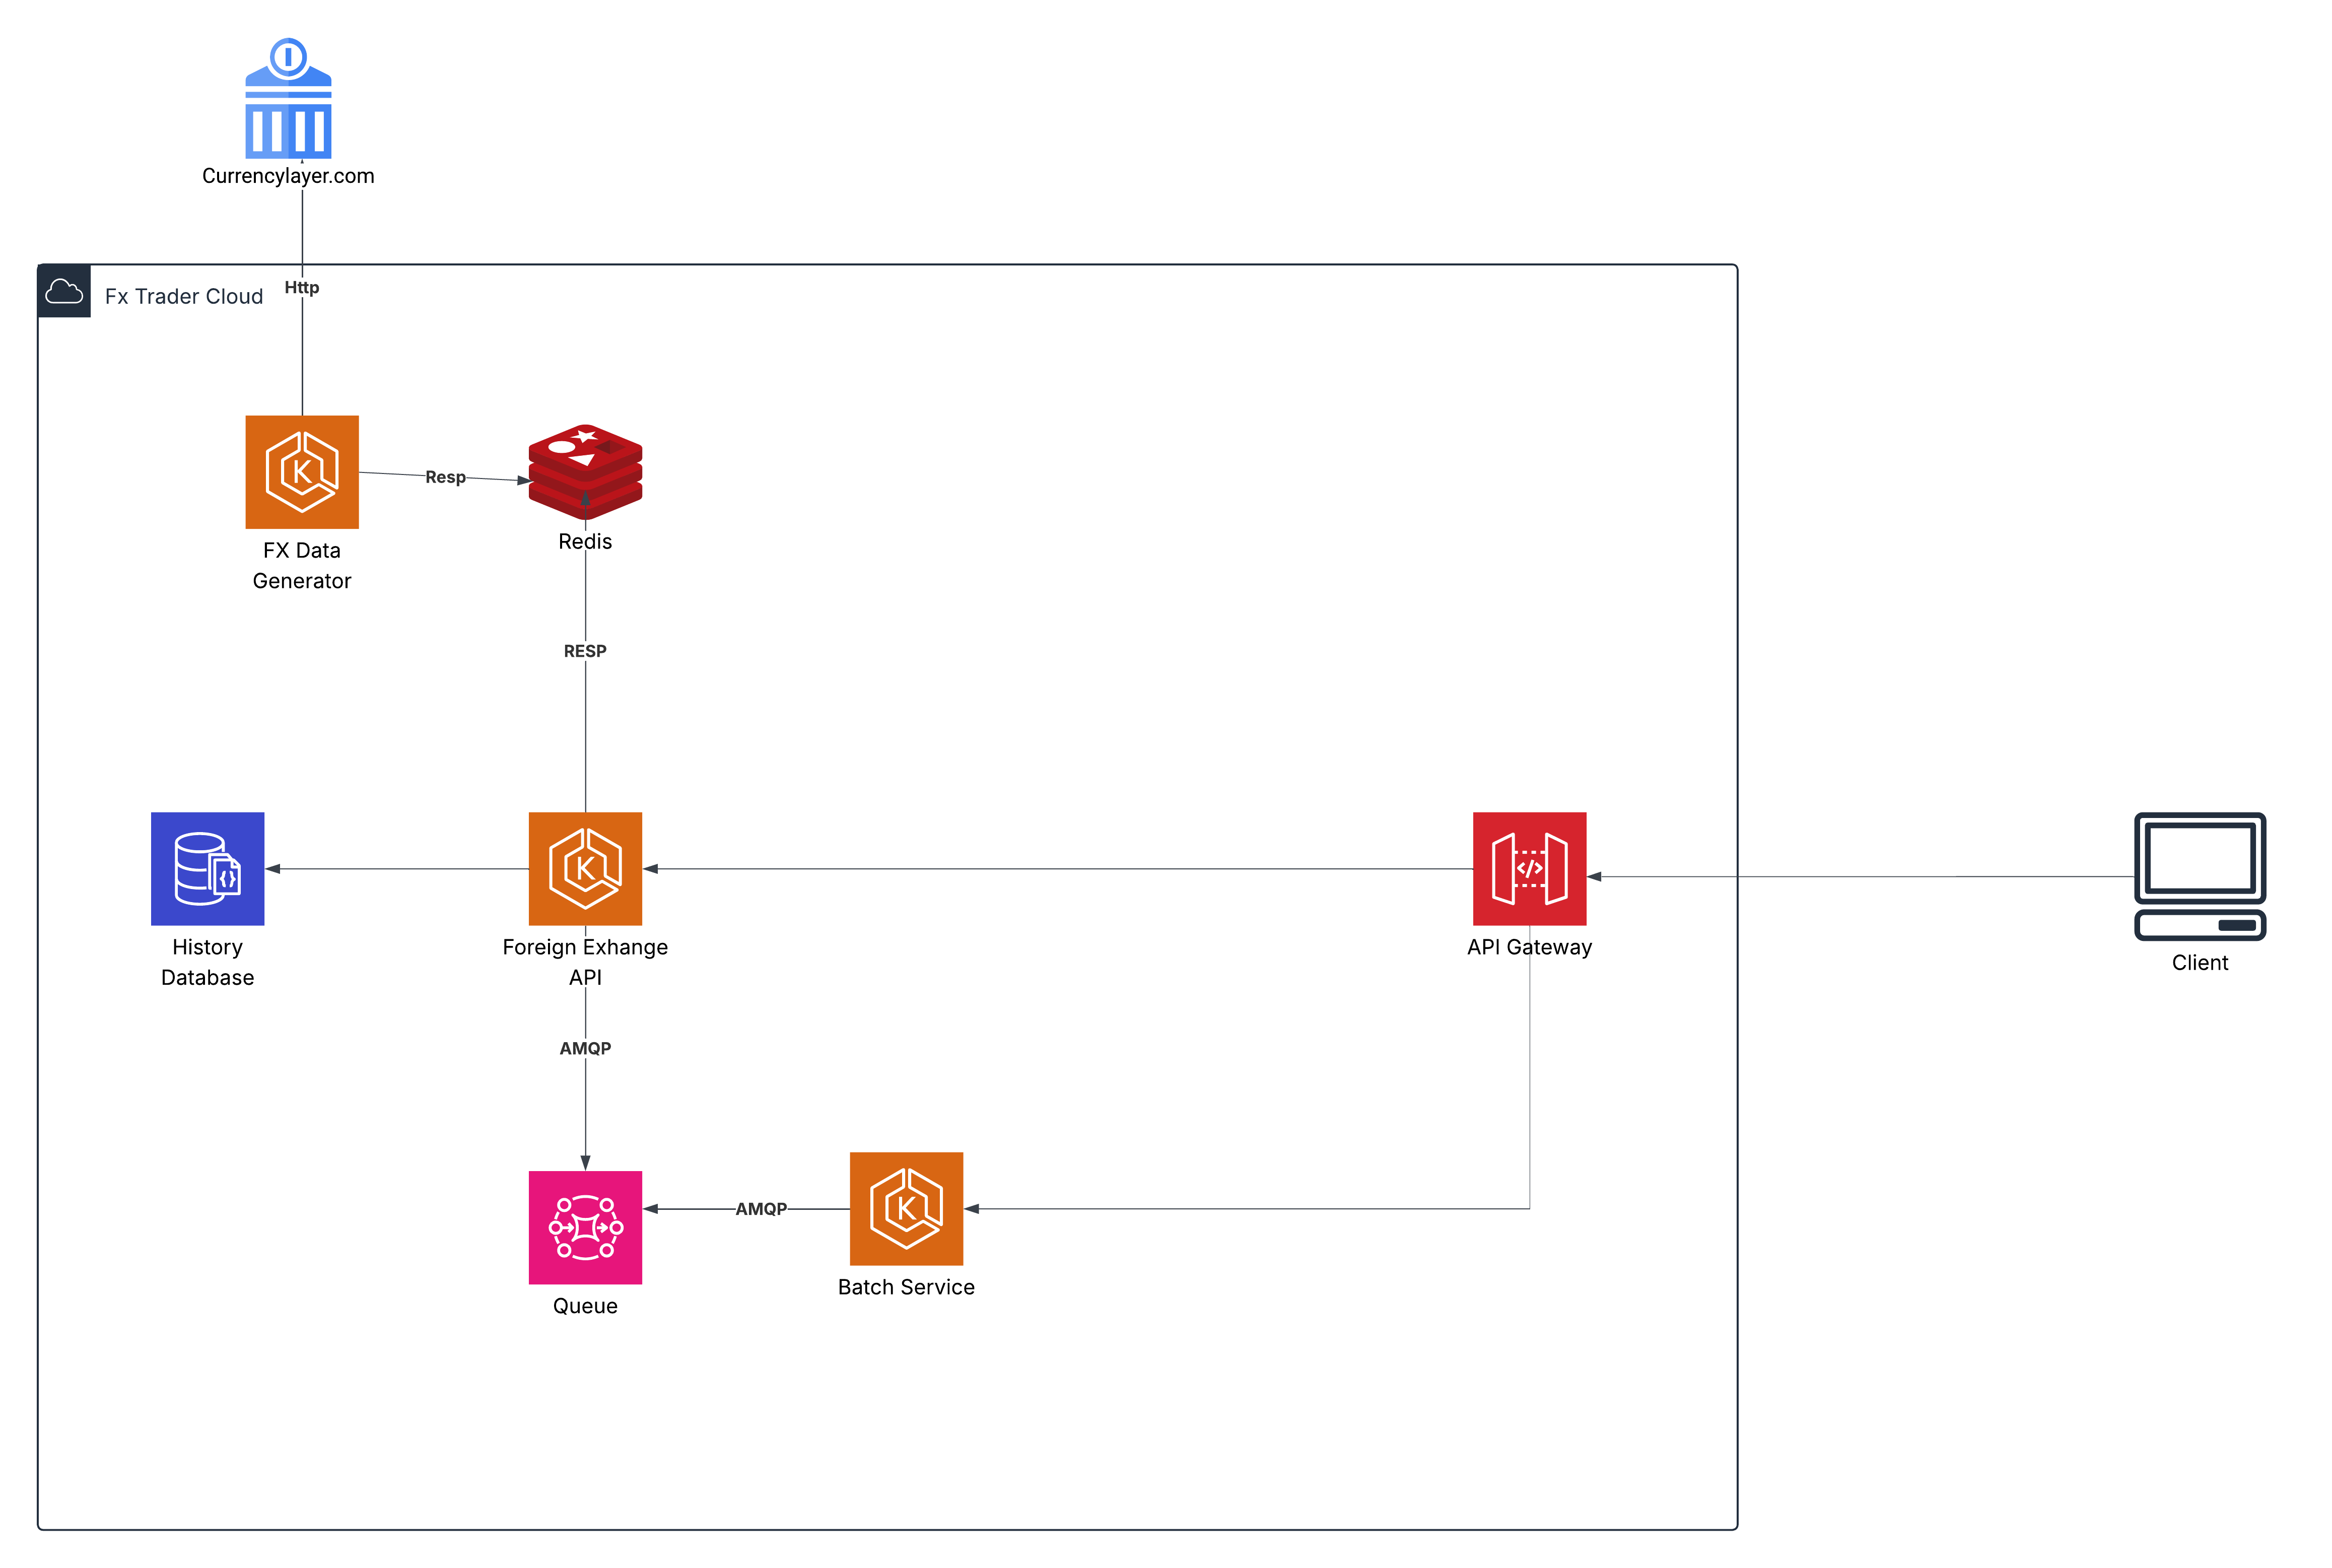 Currencylayer.com
Fx Trader Cloud
Http
Resp
FX Data
Generator
Redis
RESP
History
Database
Foreign Exhange
API
API Gateway
Client
AMQP
AMQP
Queue
Batch Service